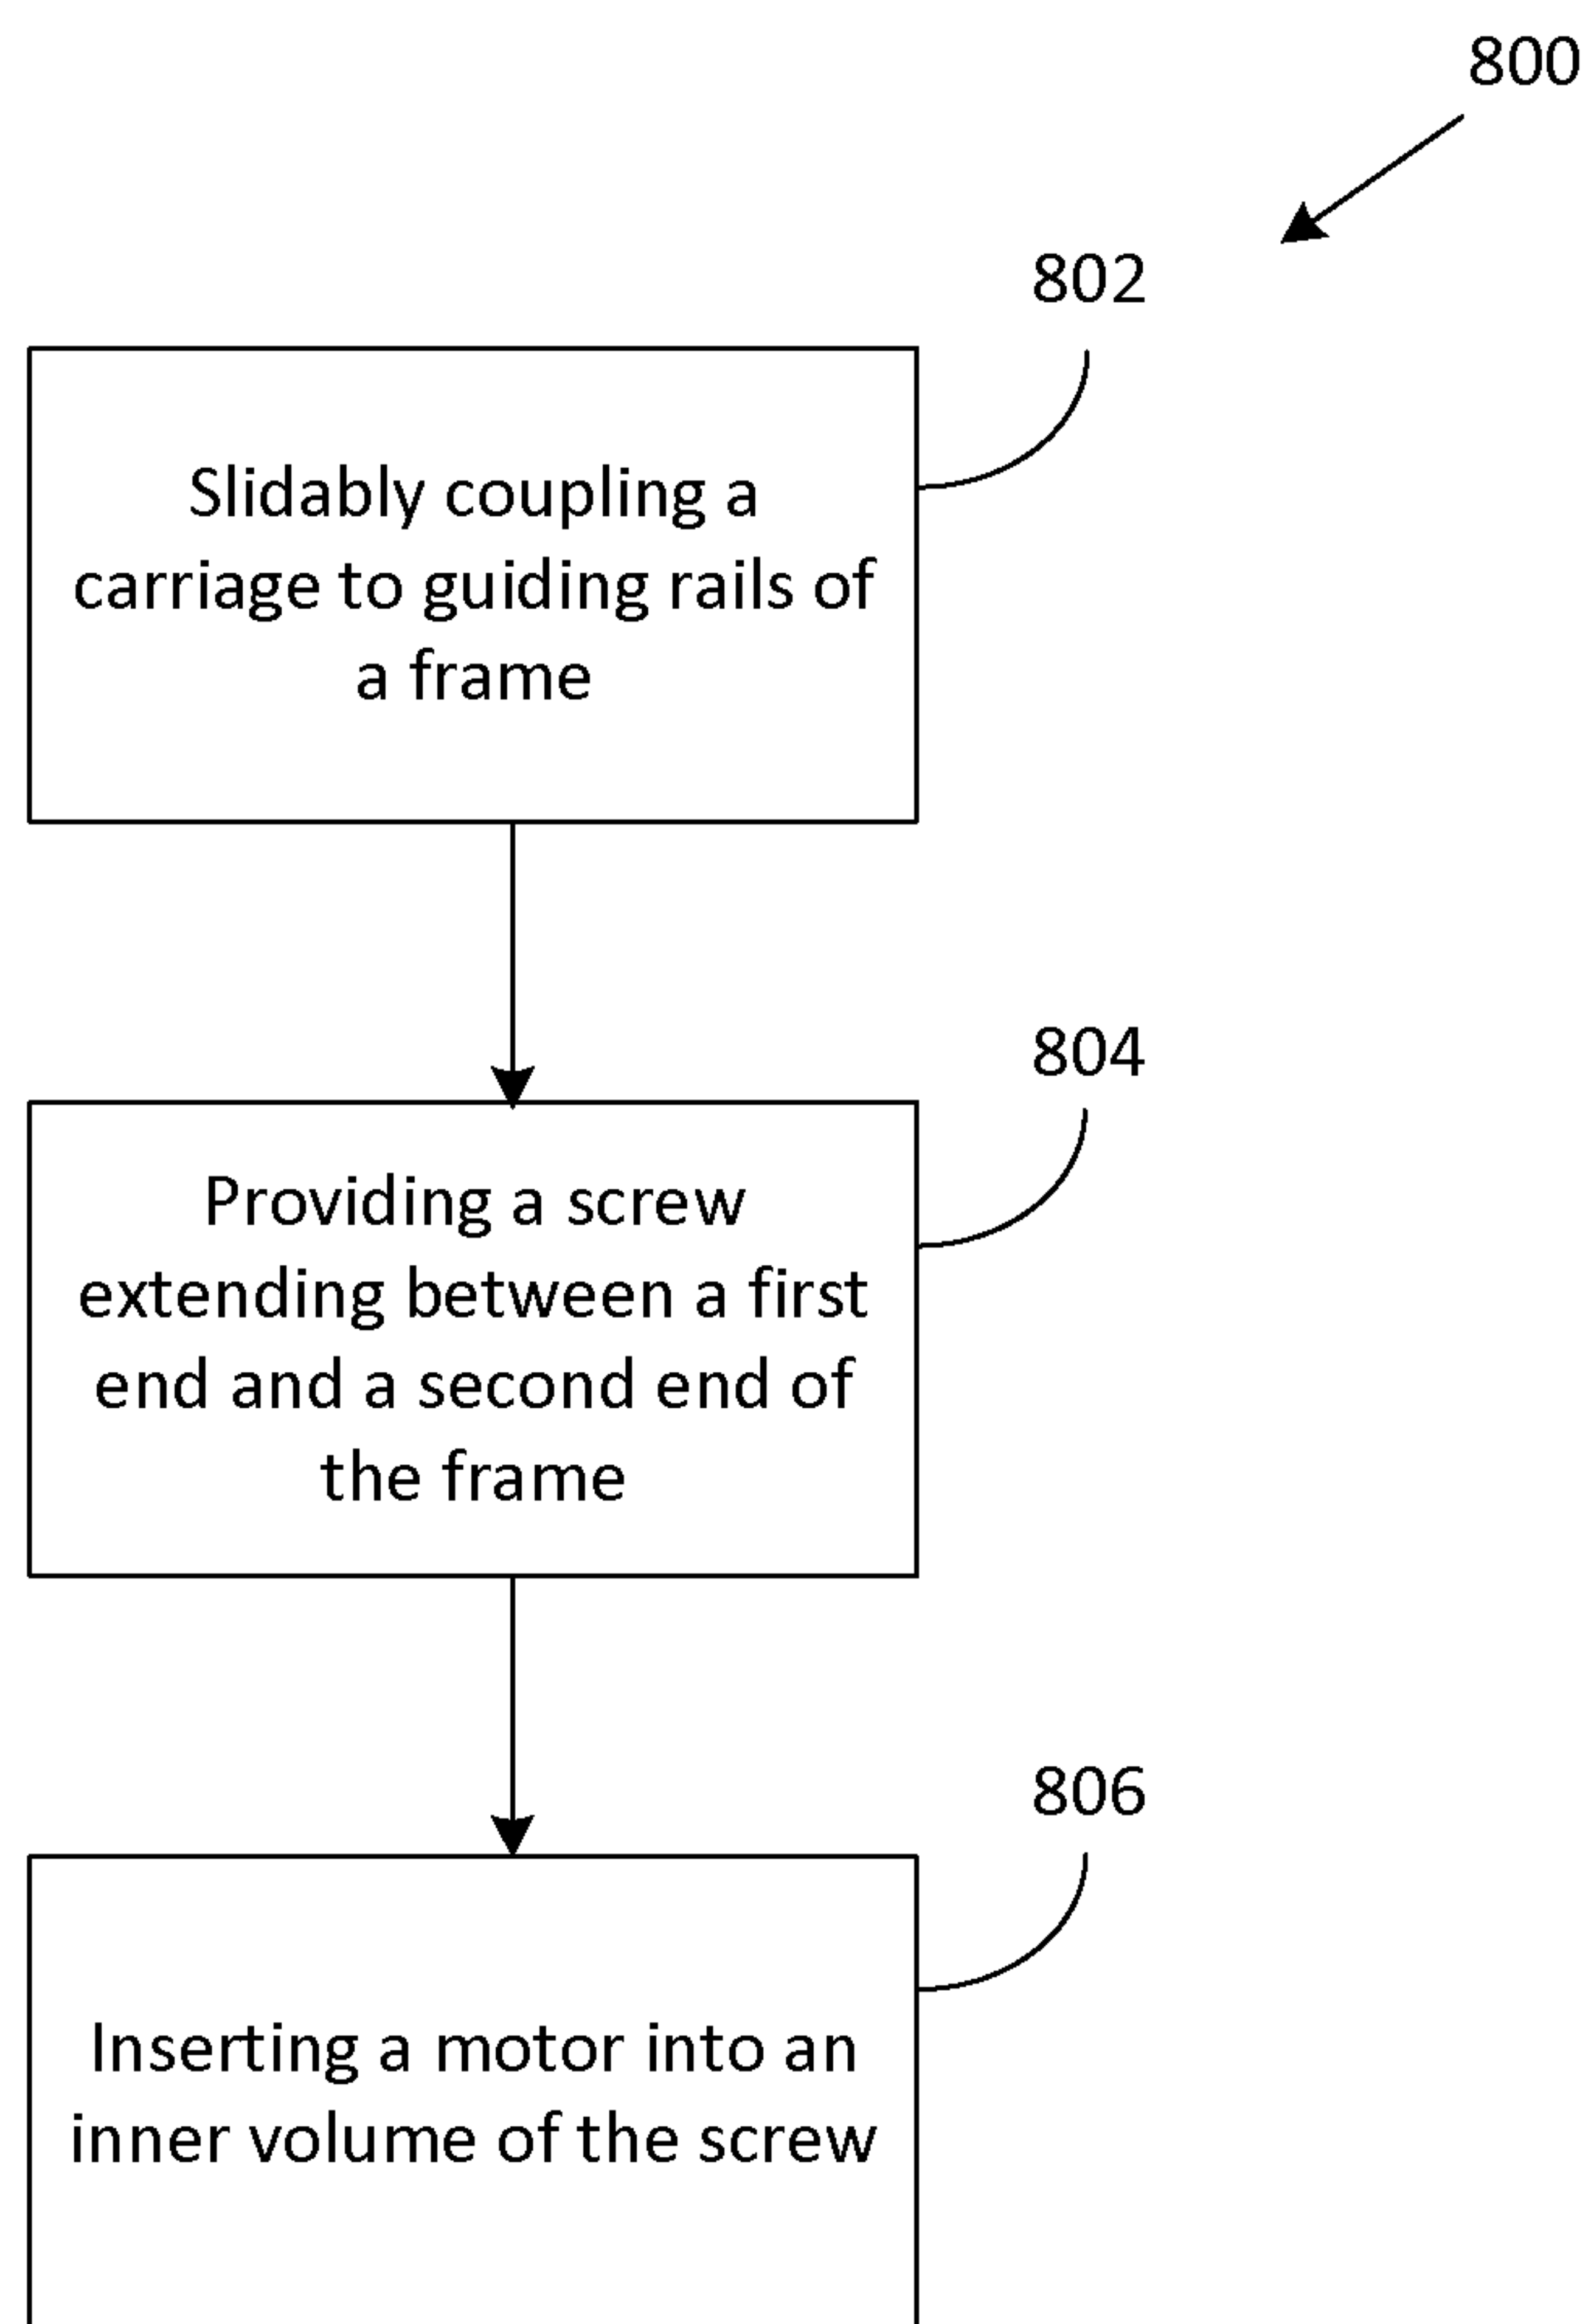 800
802
Slidably coupling a
carriage to guiding rails of
a frame
804
Providing a screw
extending between a first
end and a second end of
the frame
806
Inserting a motor into an
inner volume of the screw